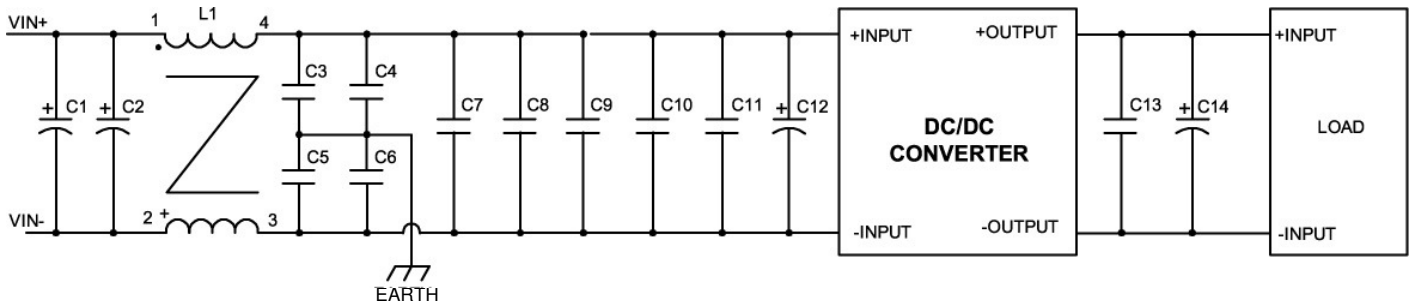 VIN+
1
L1
4
C1
C2
C3
C4
C5
C6
C7
C8
C9
C10
C11
C12
+INPUT
+OUTPUT
DC/DC
CONVERTER
-INPUT
-OUTPUT
C13
C14
+INPUT
LOAD
-INPUT
VIN-
2
+
3
EARTH